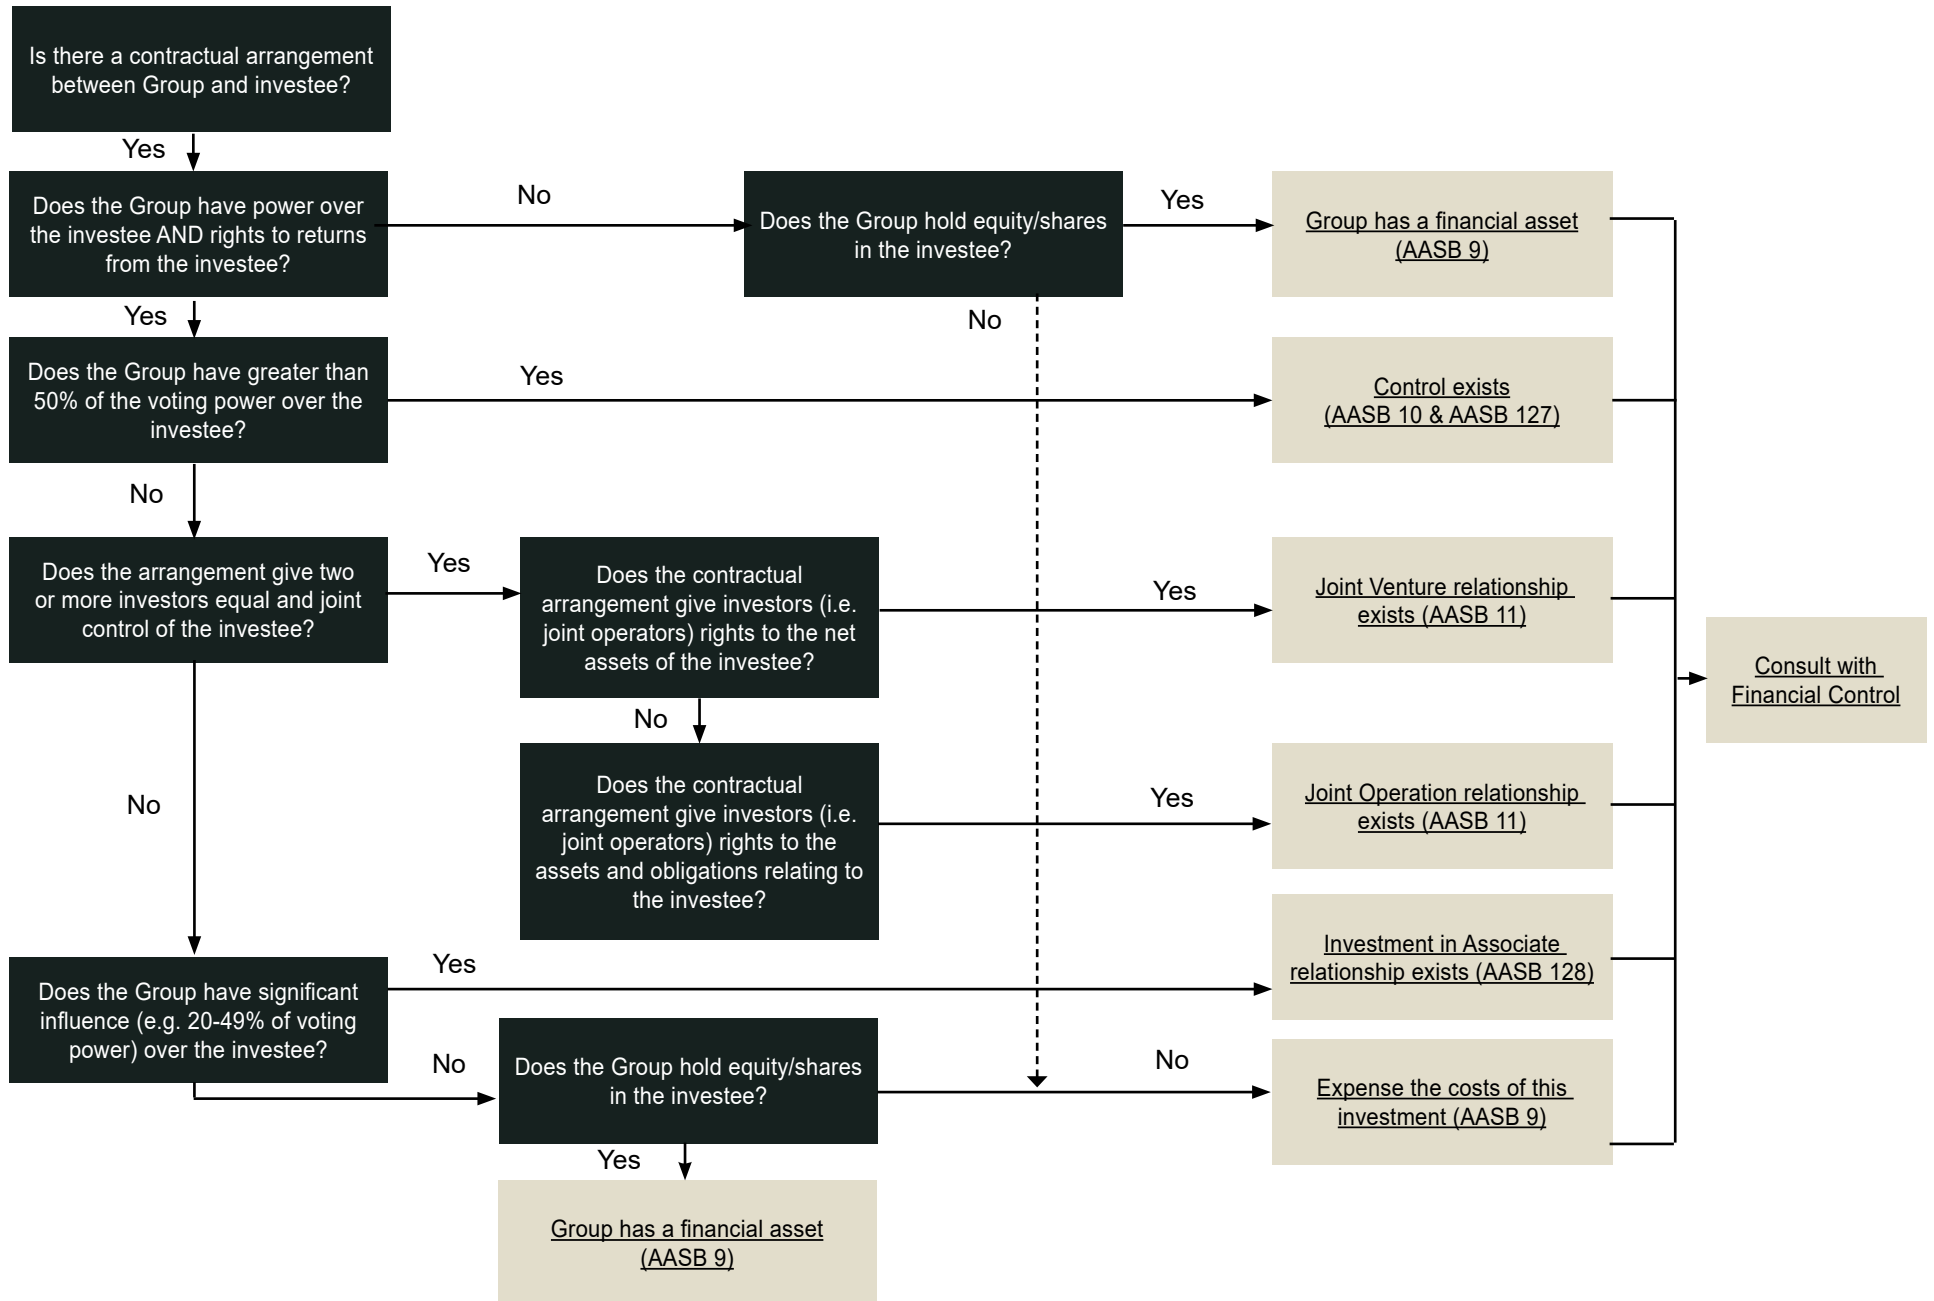 Is there a contractual arrangement
between Group and investee?
Yes
Does the Group have power over
the investee AND rights to returns
from the investee?
No
Does the Group hold equity/shares
in the investee?
Yes
Group has a financial asset
(AASB 9)
Yes
No
Does the Group have greater than
50% of the voting power over the
investee?
Yes
Control exists
(AASB 10 & AASB 127)
No
Does the arrangement give two
or more investors equal and joint
control of the investee?
Yes
Does the contractual
arrangement give investors (i.e.
joint operators) rights to the net
assets of the investee?
Yes
Joint Venture relationship
exists (AASB 11)
Consult with
Financial Control
No
No
Does the contractual
arrangement give investors (i.e.
joint operators) rights to the
assets and obligations relating to
the investee?
Yes
Joint Operation relationship
exists (AASB 11)
Does the Group have significant
influence (e.g. 20-49% of voting
power) over the investee?
Yes
Investment in Associate
relationship exists (AASB 128)
No
Does the Group hold equity/shares
in the investee?
No
Expense the costs of this
investment (AASB 9)
Yes
Group has a financial asset
(AASB 9)